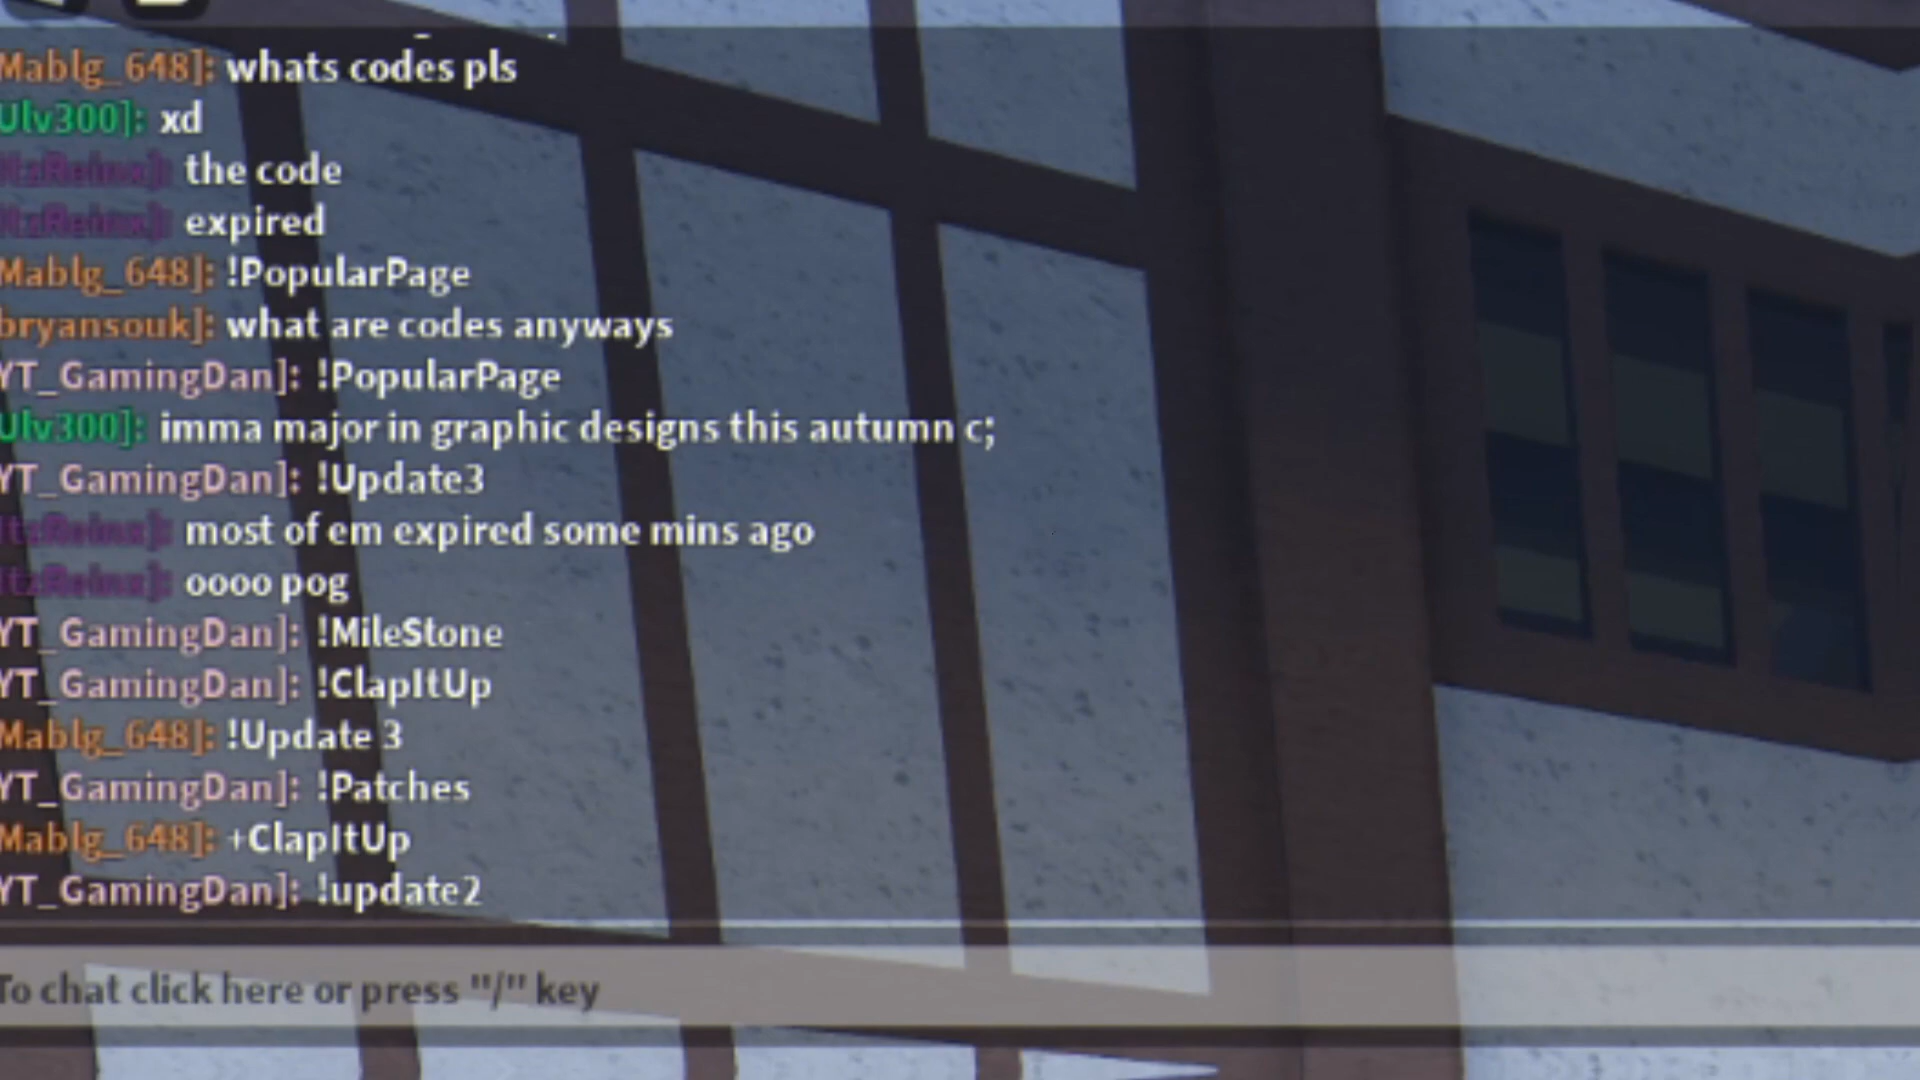 Mablg_648]: whats codes pls
Ulv300]: xd
the code
expired
Mablg_648]: !PopularPage
bryansouk]: what are codes anyways
YT_GamingDan]: !PopularPage
Ulv300]: imma major in graphic designs this autumn c;
YT_GamingDan]: !Update3
most of em expired some mins ago
oooo pog
YT_GamingDan]: !MileStone
YT_GamingDan]: !ClapItUp
Mablg_648]: !Update 3
YT_GamingDan]: !Patches
Mablg_648]: +ClapItUp
YT_GamingDan]: !update2
To chat click here or press "/" key